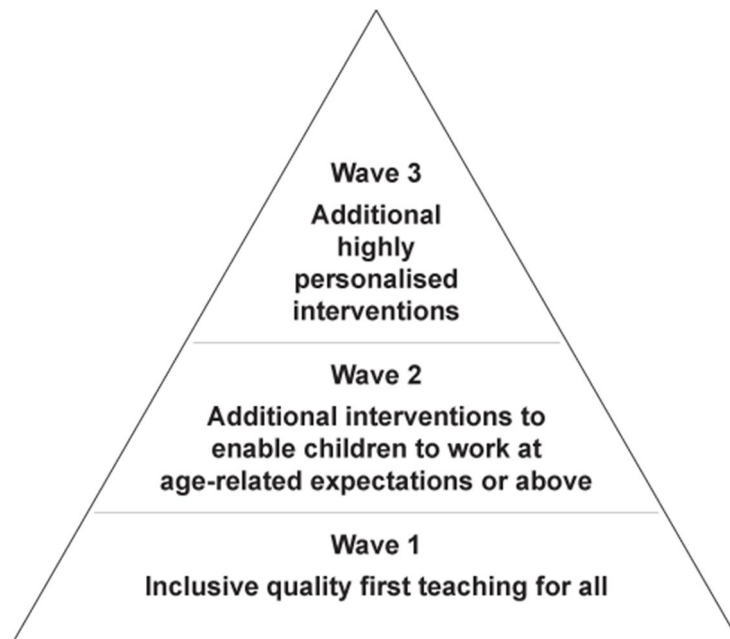 Wave 3
Additional
highly
personalised
interventions
Wave 2
Additional interventions to
enable children to work at
age-related expectations or above
Wave 1
Inclusive quality first teaching for all